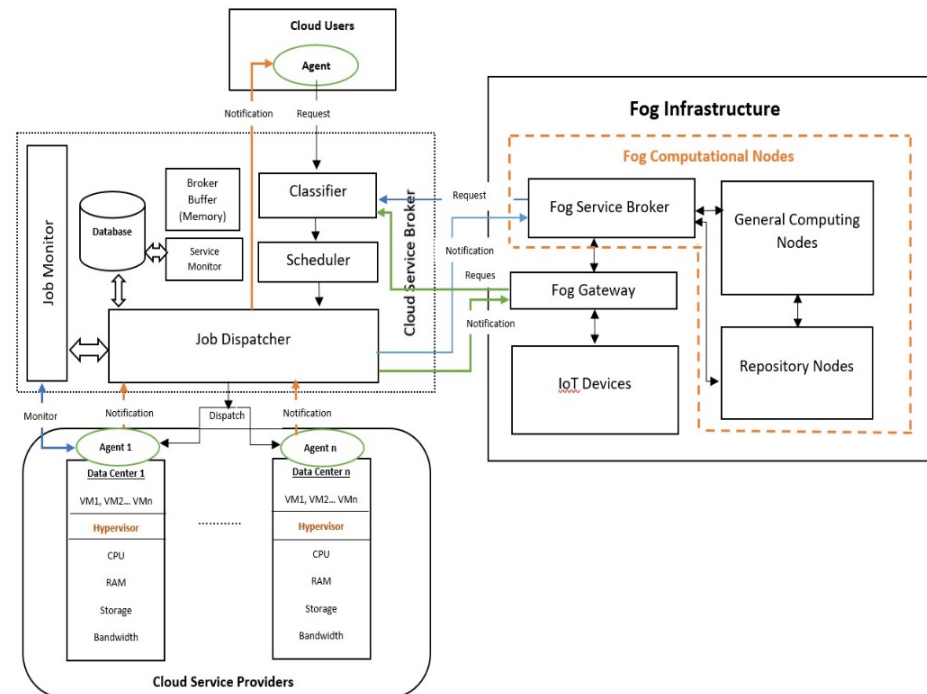 Cloud Users
Agent
Notification
Request
Job Monitor
Database
Broker
Buffer
(Memory)
Service
Monitor
Classifier
Scheduler
Job Dispatcher
Cloud Service Broker
Request
Notification
Reques
Notification
Fog Infrastructure
Fog Computational Nodes
Fog Service Broker
General Computing
Nodes
Fog Gateway
IoT Devices
Repository Nodes
Monitor
Notification
Dispatch
Notification
Agent 1
Data Center 1
VM1, VM2... VMn
Hypervisor
CPU
RAM
Storage
Bandwidth
.............
Agent n
Data Center n
VM1, VM2... VMn
Hypervisor
CPU
RAM
Storage
Bandwidth
Cloud Service Providers